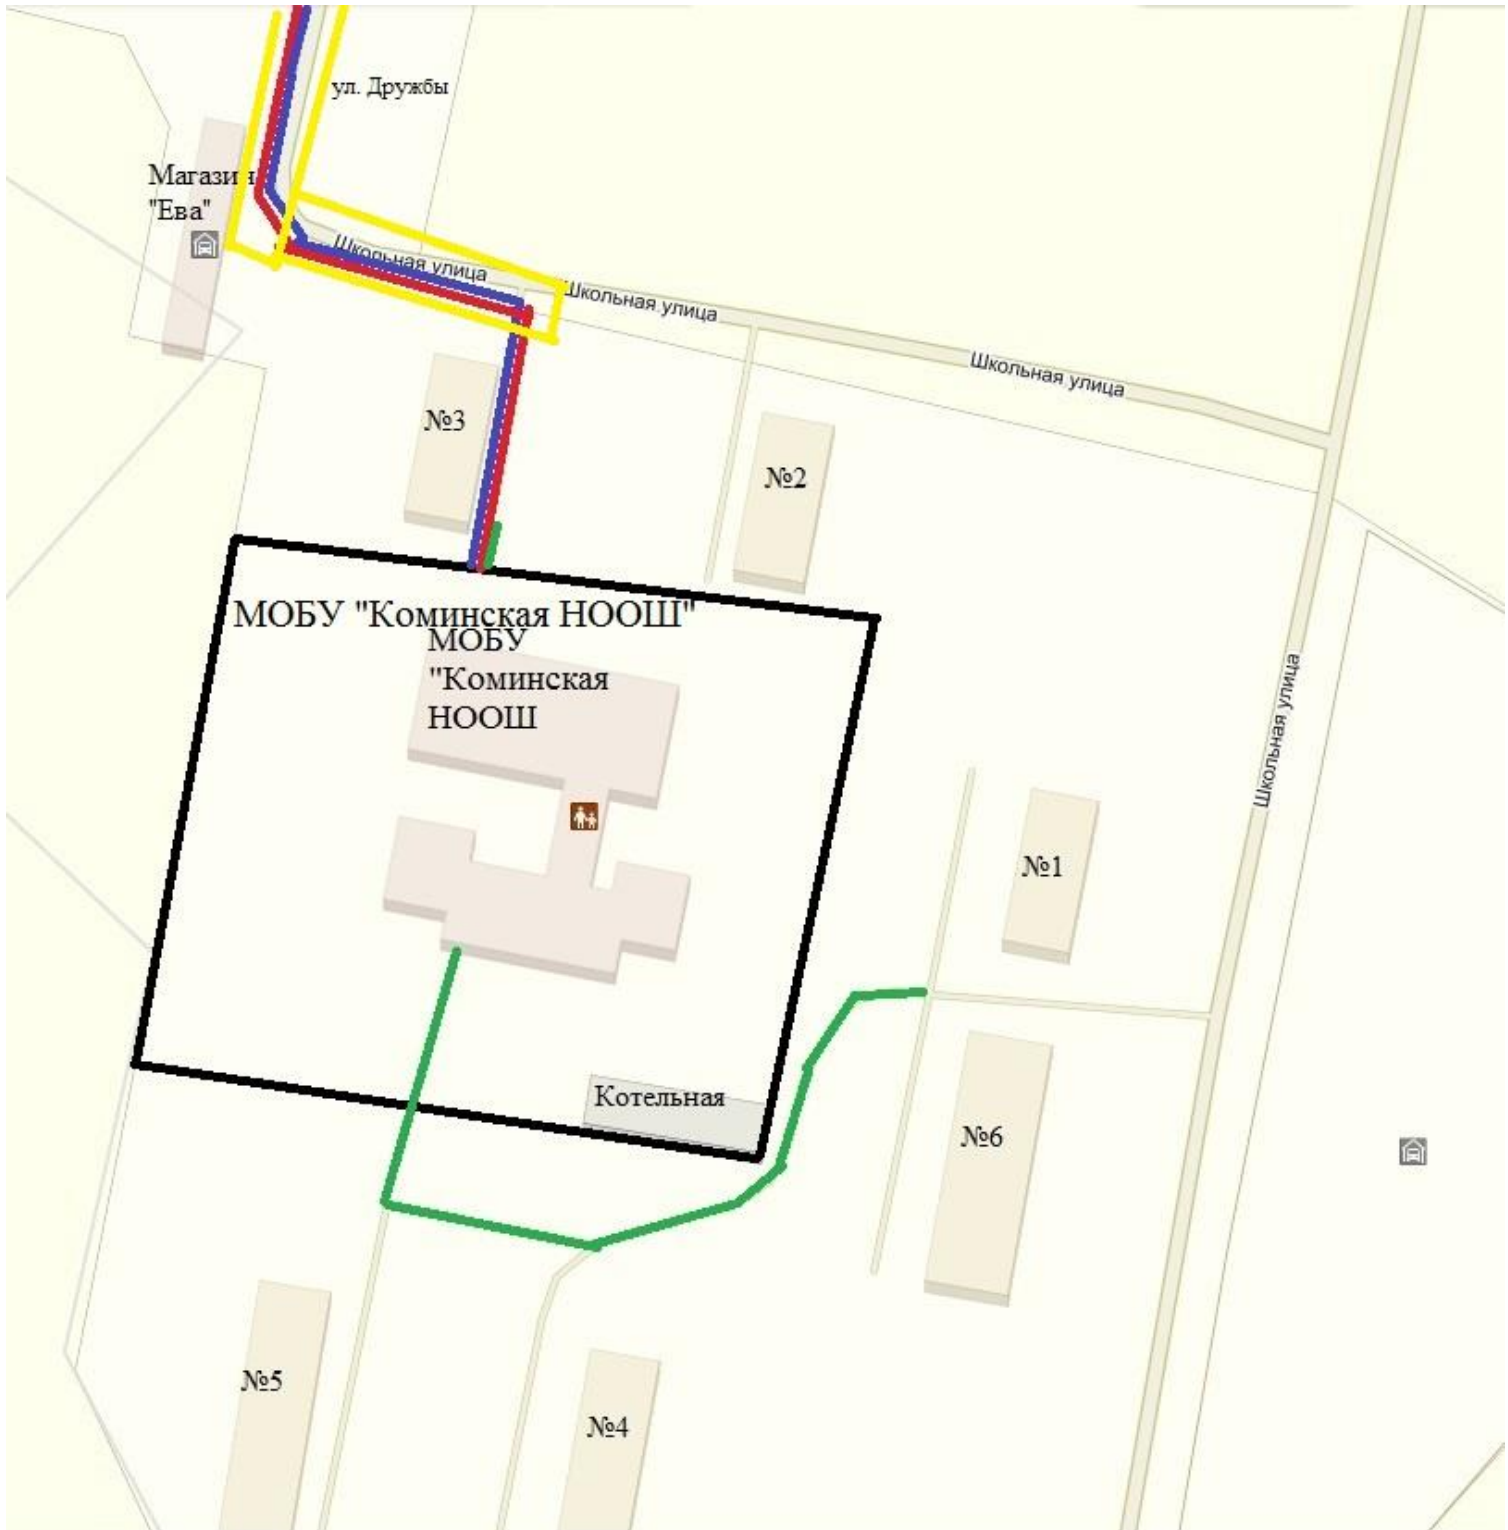 ул. Дружбы
Магазин
"Ева"
Школьная улица
Школьная улица
Школьная улица
№3
№2
МОБУ "Коминская НООШ"
МОБУ
"Коминская
НООШ
Школьная улица
№1
Котельная
№6
№5
№4